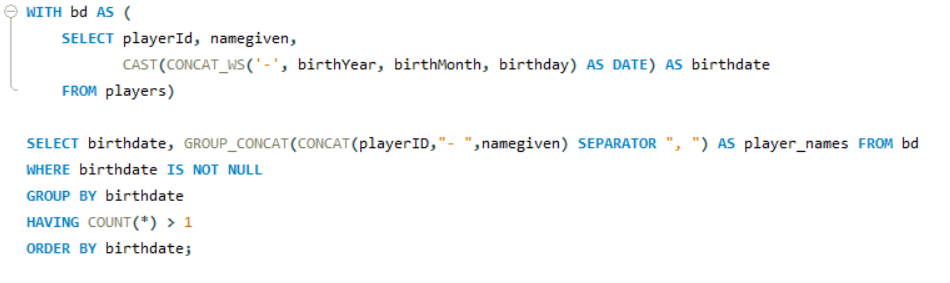 WITH bd AS (
SELECT playerId, namegiven,
CAST(CONCAT_WS('-', birthYear, birthMonth, birthday) AS DATE) AS birthdate
FROM players)
SELECT birthdate, GROUP_CONCAT(CONCAT(playerID,"- ",namegiven) SEPARATOR ", ") AS player_names FROM bd
WHERE birthdate IS NOT NULL
GROUP BY birthdate
HAVING COUNT(*) > 1
ORDER BY birthdate;